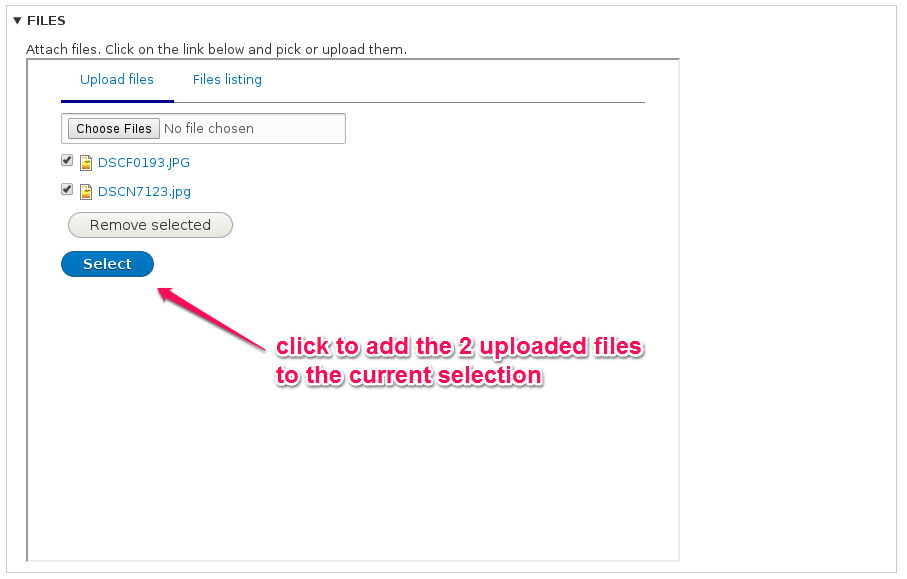 FILES
Attach files. Click on the link below and pick or upload them.
Upload files Files listing
Choose Files No file chosen
DSCF0193.JPG
DSCN7123.jpg
Remove selected
Select
click to add the 2 uploaded files
to the current selection